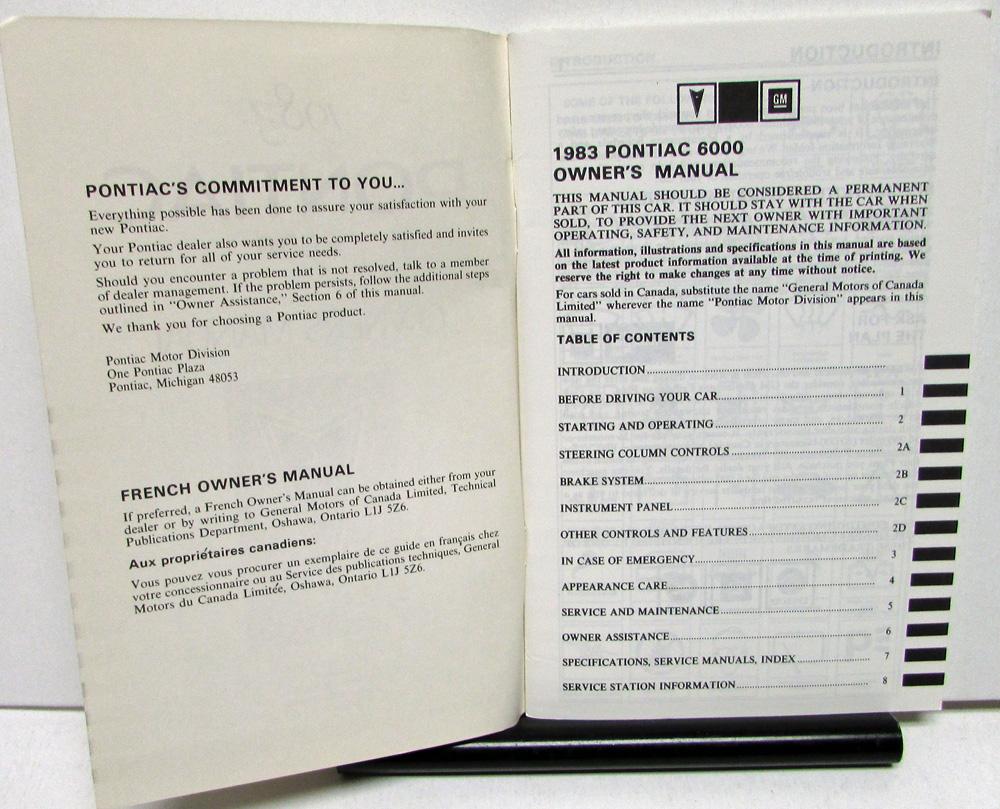 PONTIAC'S COMMITMENT TO YOU...
Everything possible has been done to assure your satisfaction with your
new Pontiac.
Your Pontiac dealer also wants you to be completely satisfied and invites
you to return for all of your service needs.
Should you encounter a problem that is not resolved, talk to a member
of dealer management. If the problem persists, follow the additional steps
outlined in "Owner Assistance," Section 6 of this manual.
We thank you for choosing a Pontiac product.
Pontiac Motor Division
One Pontiac Plaza
Pontiac, Michigan 48053
FRENCH OWNER'S MANUAL
If preferred, a French Owner's Manual can be obtained either from your
dealer or by writing to General Motors of Canada Limited, Technical
Publications Department, Oshawa, Ontario L1J 5Z6.
Aux propriétaires canadiens:
Vous pouvez vous procurer un exemplaire de ce guide en français chez
votre concessionnaire ou au Service des publications techniques, General
Motors du Canada Limitée, Oshawa, Ontario L1J 5Z6.
GM
1983 PONTIAC 6000
OWNER'S MANUAL
THIS MANUAL SHOULD BE CONSIDERED A PERMANENT
PART OF THIS CAR. IT SHOULD STAY WITH THE CAR WHEN
SOLD, TO PROVIDE THE NEXT OWNER WITH IMPORTANT
OPERATING, SAFETY, AND MAINTENANCE INFORMATION.
All information, illustrations and specifications in this manual are based
on the latest product information available at the time of printing. We
reserve the right to make changes at any time without notice.
For cars sold in Canada, substitute the name "General Motors of Canada
Limited" wherever the name "Pontiac Motor Division" appears in this
manual.
TABLE OF CONTENTS
INTRODUCTION
BEFORE DRIVING YOUR CAR 1
STARTING AND OPERATING 2
STEERING COLUMN CONTROLS 2A
BRAKE SYSTEM 2B
INSTRUMENT PANEL 2C
OTHER CONTROLS AND FEATURES 2D
IN CASE OF EMERGENCY 3
APPEARANCE CARE 4
SERVICE AND MAINTENANCE 5
OWNER ASSISTANCE 6
SPECIFICATIONS, SERVICE MANUALS, INDEX 7
SERVICE STATION INFORMATION 8